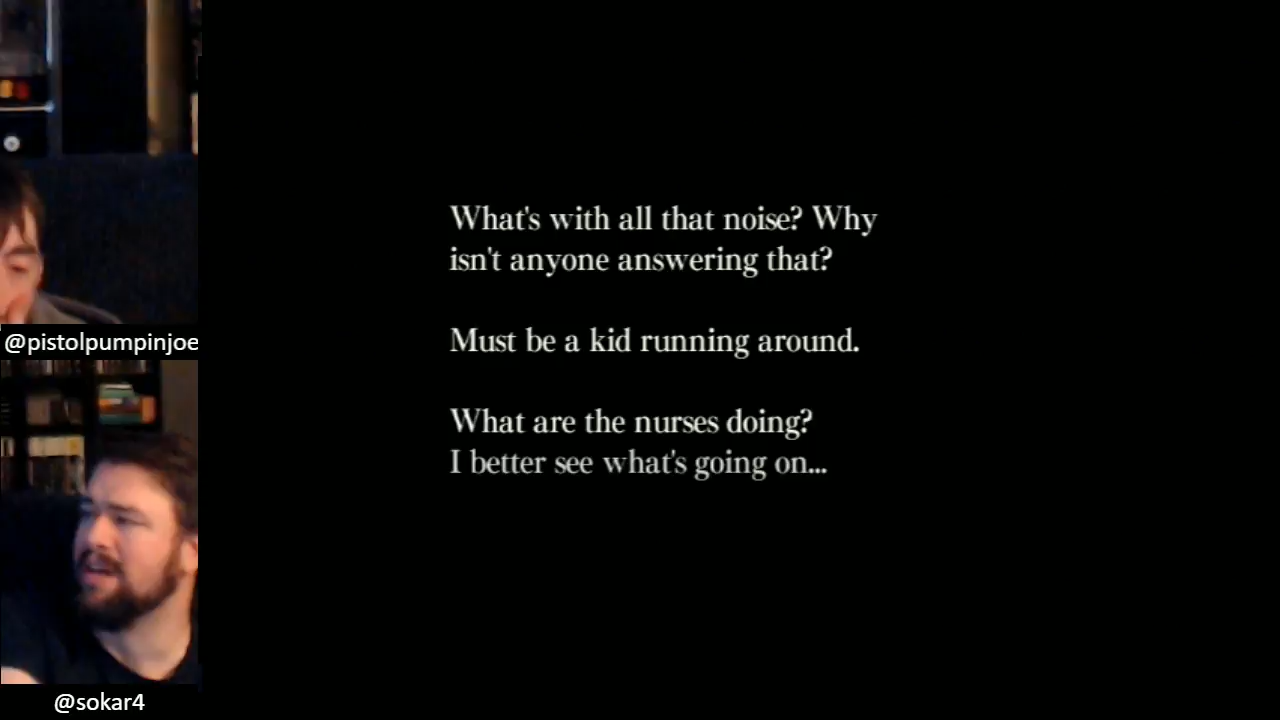 What's with all that noise? Why
isn't anyone answering that?
Must be a kid running around.
What are the nurses doing?
I better see what's going on...
@pistolpumpinjoe
@sokar4